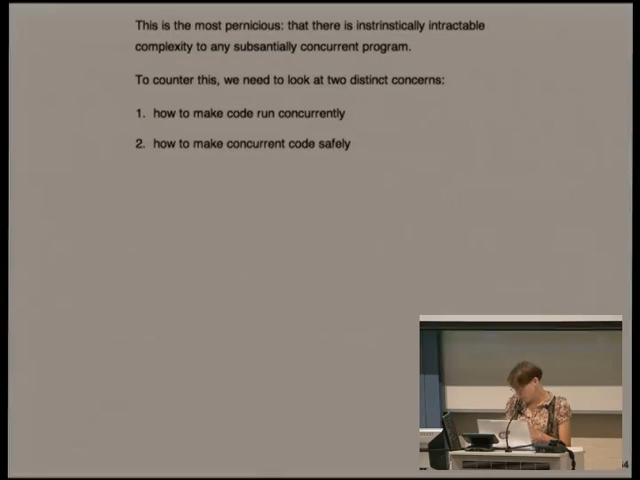 This is the most pernicious: that there is instrinstically intractable
complexity to any substantially concurrent program.
To counter this, we need to look at two distinct concerns:
1. how to make code run concurrently
2. how to make concurrent code safely